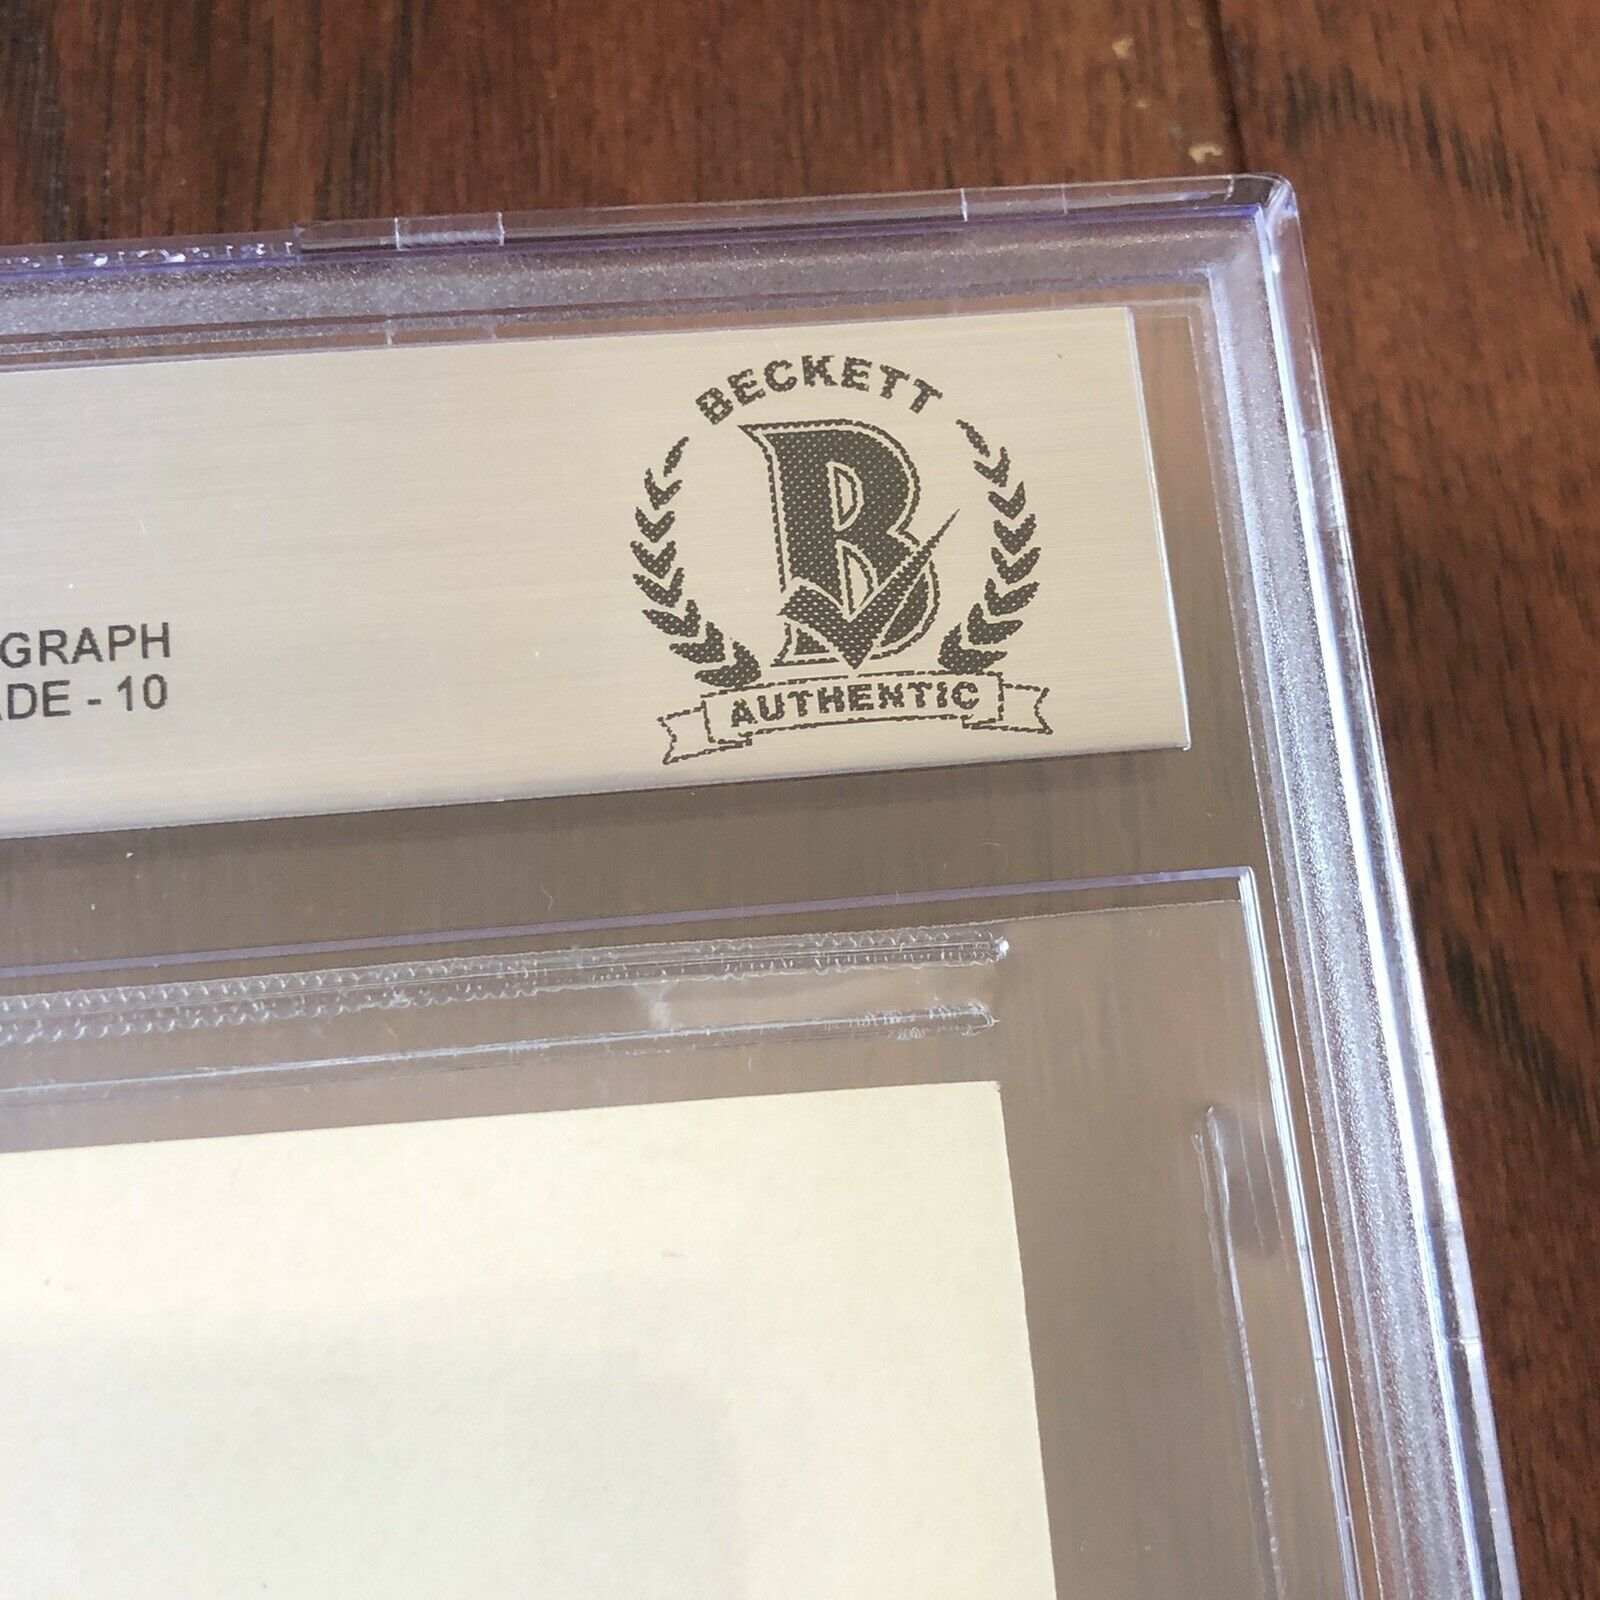 BECKETT
B
AUTHENTIC
GRAPH
ADE - 10